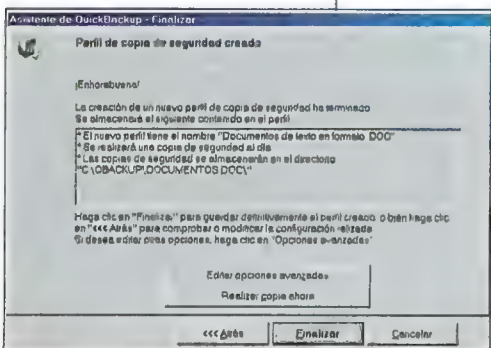 Asistente de QuickBackup - Finalizar
Perfil de copia de seguridad creado
¡Enhorabuena!
La creación de un nuevo perfil de copia de seguridad ha terminado
Se almacenará el siguiente contenido en el perfil
* El nuevo perfil tiene el nombre "Documentos de texto en formato DOC"
* Se realizará una copia de seguridad al día
* Las copias de seguridad se almacenarán en el directorio
"C:\QBACKUP\DOCUMENTOS DOC\"
Haga clic en "Finalizar" para guardar definitivamente el perfil creado, o bien haga clic
en "<<< Atrás" para comprobar o modificar la configuración realizada
Si desea editar otras opciones, haga clic en "Opciones avanzadas"
Editar opciones avanzadas
Realizar copia ahora
<<< Atrás
Finalizar
Cancelar